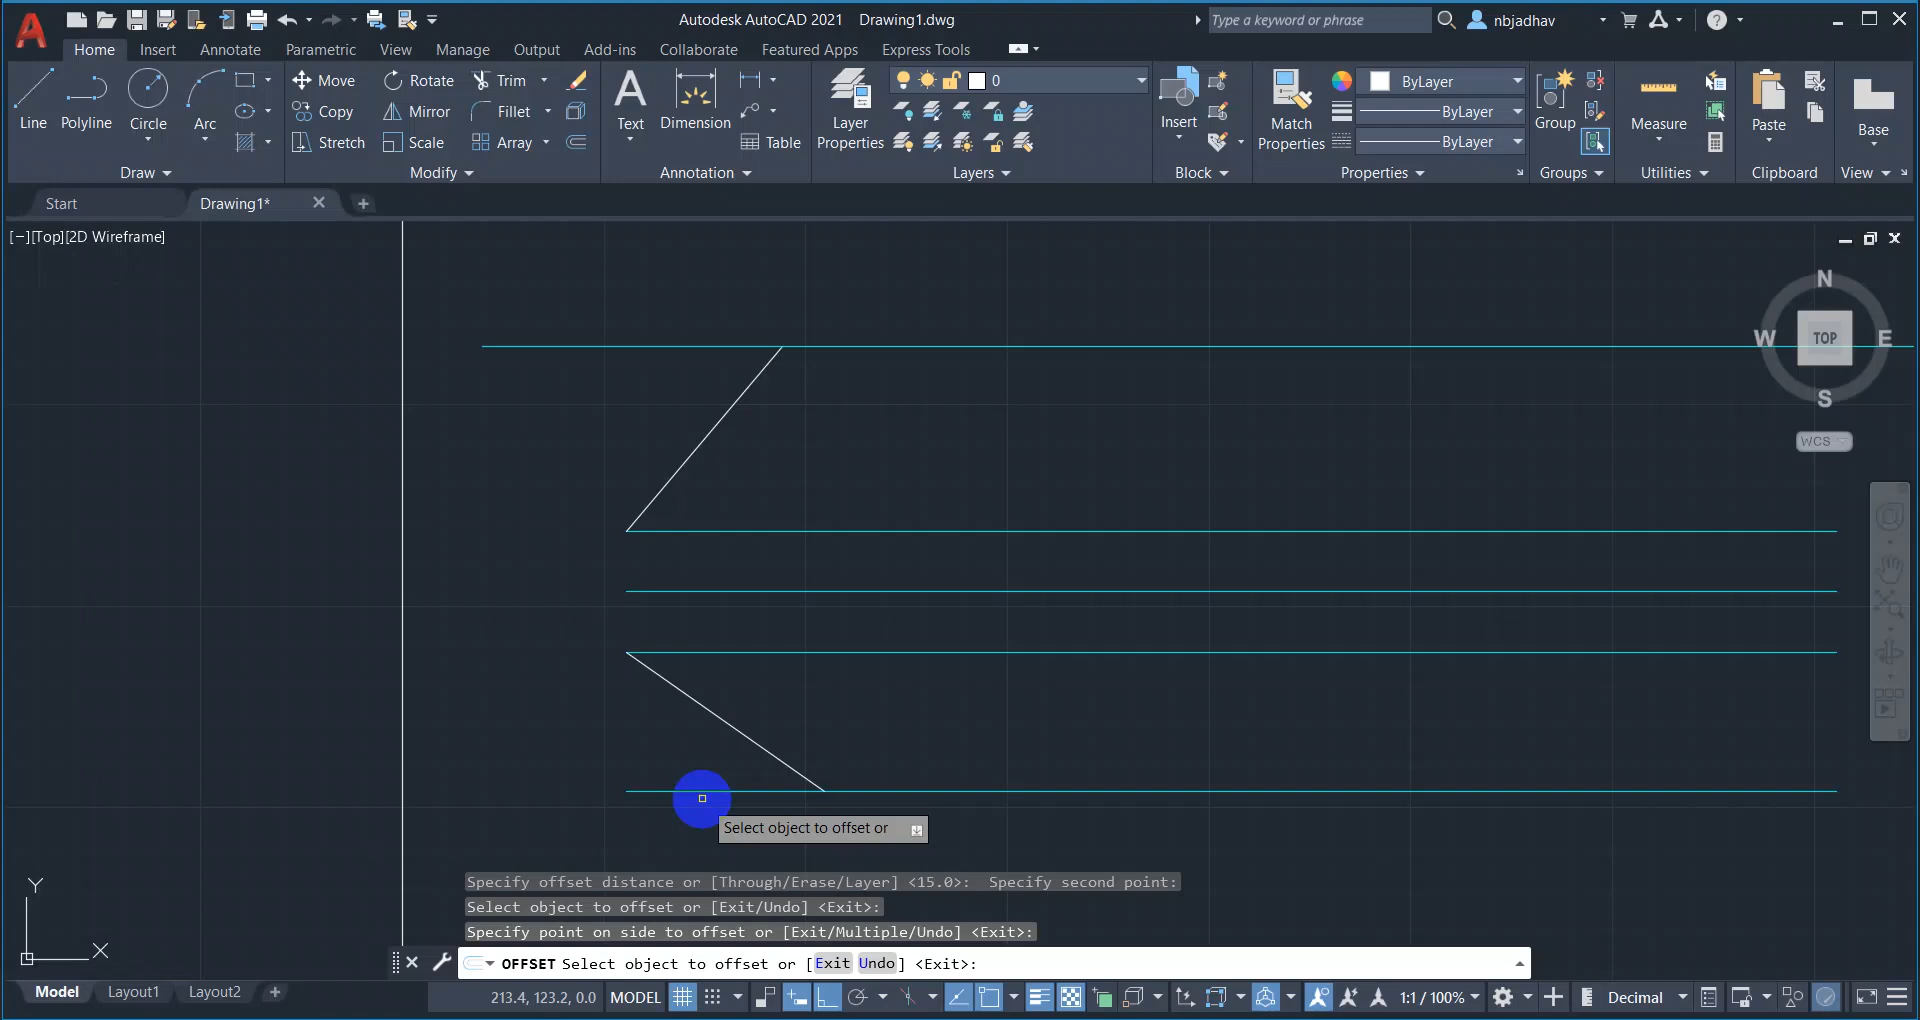 Autodesk AutoCAD 2021 Drawing1.dwg
Type a keyword or phrase
nbjadhav
Home Insert Annotate Parametric View Manage Output Add-ins Collaborate Featured Apps Express Tools
Line
Polyline
Circle
Arc
Draw
Move
Rotate
Trim
Copy
Mirror
Fillet
Stretch
Scale
Array
Modify
Text
Dimension
Table
Annotation
Layer
Properties
0
Layers
Insert
Block
Match
Properties
ByLayer
ByLayer
ByLayer
Properties
Group
Groups
Measure
Utilities
Paste
Clipboard
Base
View
Start
Drawing1*
[−][Top][2D Wireframe]
N
W
TOP
E
S
WCS
Select object to offset or
Y
X
Specify offset distance or [Through/Erase/Layer] <15.0>: Specify second point:
Select object to offset or [Exit/Undo] <Exit>:
Specify point on side to offset or [Exit/Multiple/Undo] <Exit>:
OFFSET Select object to offset or [Exit Undo] <Exit>:
Model Layout1 Layout2
213.4, 123.2, 0.0 MODEL
1:1 / 100%
Decimal